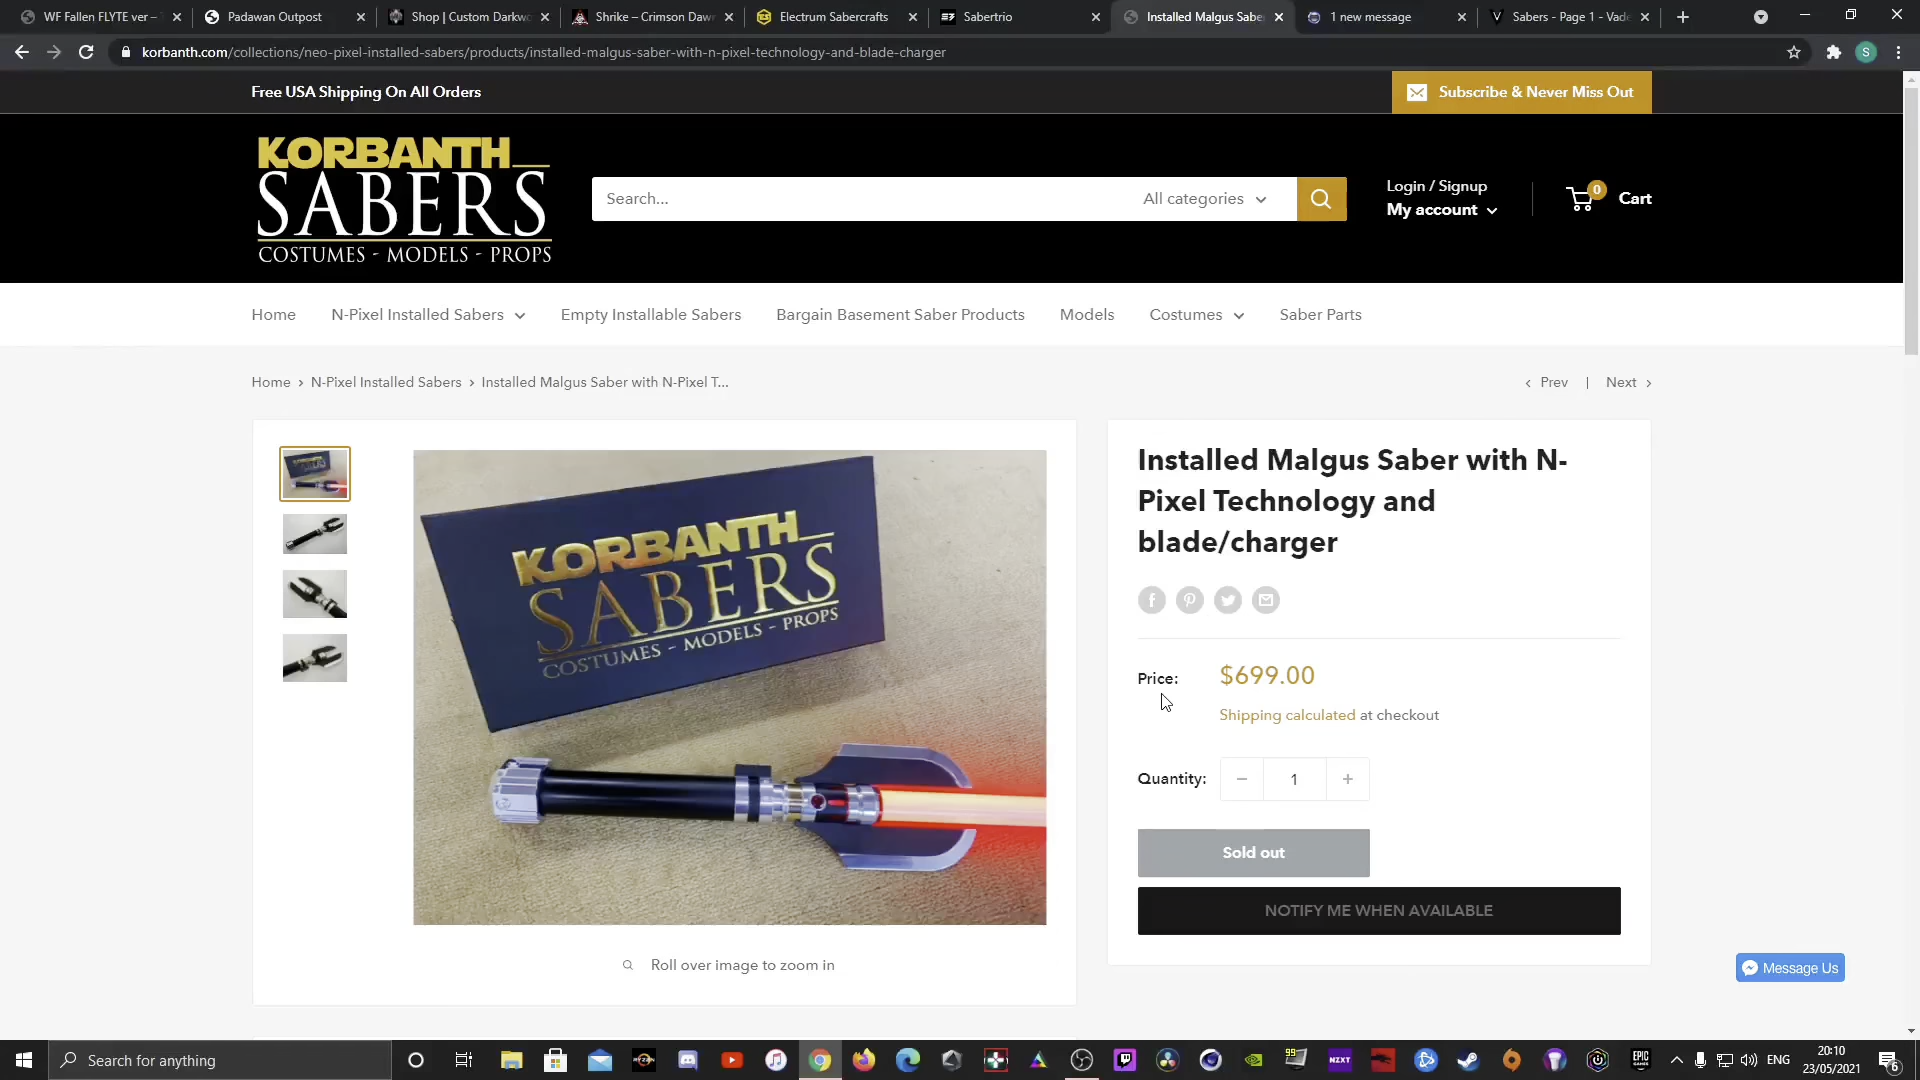 WF Fallen FLYTE ver –
Padawan Outpost
Shop | Custom Darkw
Shrike – Crimson Daw
Electrum Sabercrafts
Sabertrio
Installed Malgus Sabe
1 new message
Sabers - Page 1 - Vad
korbanth.com/collections/neo-pixel-installed-sabers/products/installed-malgus-saber-with-n-pixel-technology-and-blade-charger
S
Free USA Shipping On All Orders
Subscribe & Never Miss Out
KORBANTH
SABERS
COSTUMES - MODELS - PROPS
Search...
All categories
Login / Signup
My account
0
Cart
Home
N-Pixel Installed Sabers
Empty Installable Sabers
Bargain Basement Saber Products
Models
Costumes
Saber Parts
Home > N-Pixel Installed Sabers > Installed Malgus Saber with N-Pixel T...
< Prev | Next >
KORBANTH
SABERS
COSTUMES - MODELS - PROPS
Roll over image to zoom in
Installed Malgus Saber with N-
Pixel Technology and
blade/charger
Price:
$699.00
Shipping calculated at checkout
Quantity:
− 1 +
Sold out
NOTIFY ME WHEN AVAILABLE
Message Us
Search for anything
RYZEN
99
NZXT
EPIC
GAMES
ENG
20:10
23/05/2021
6